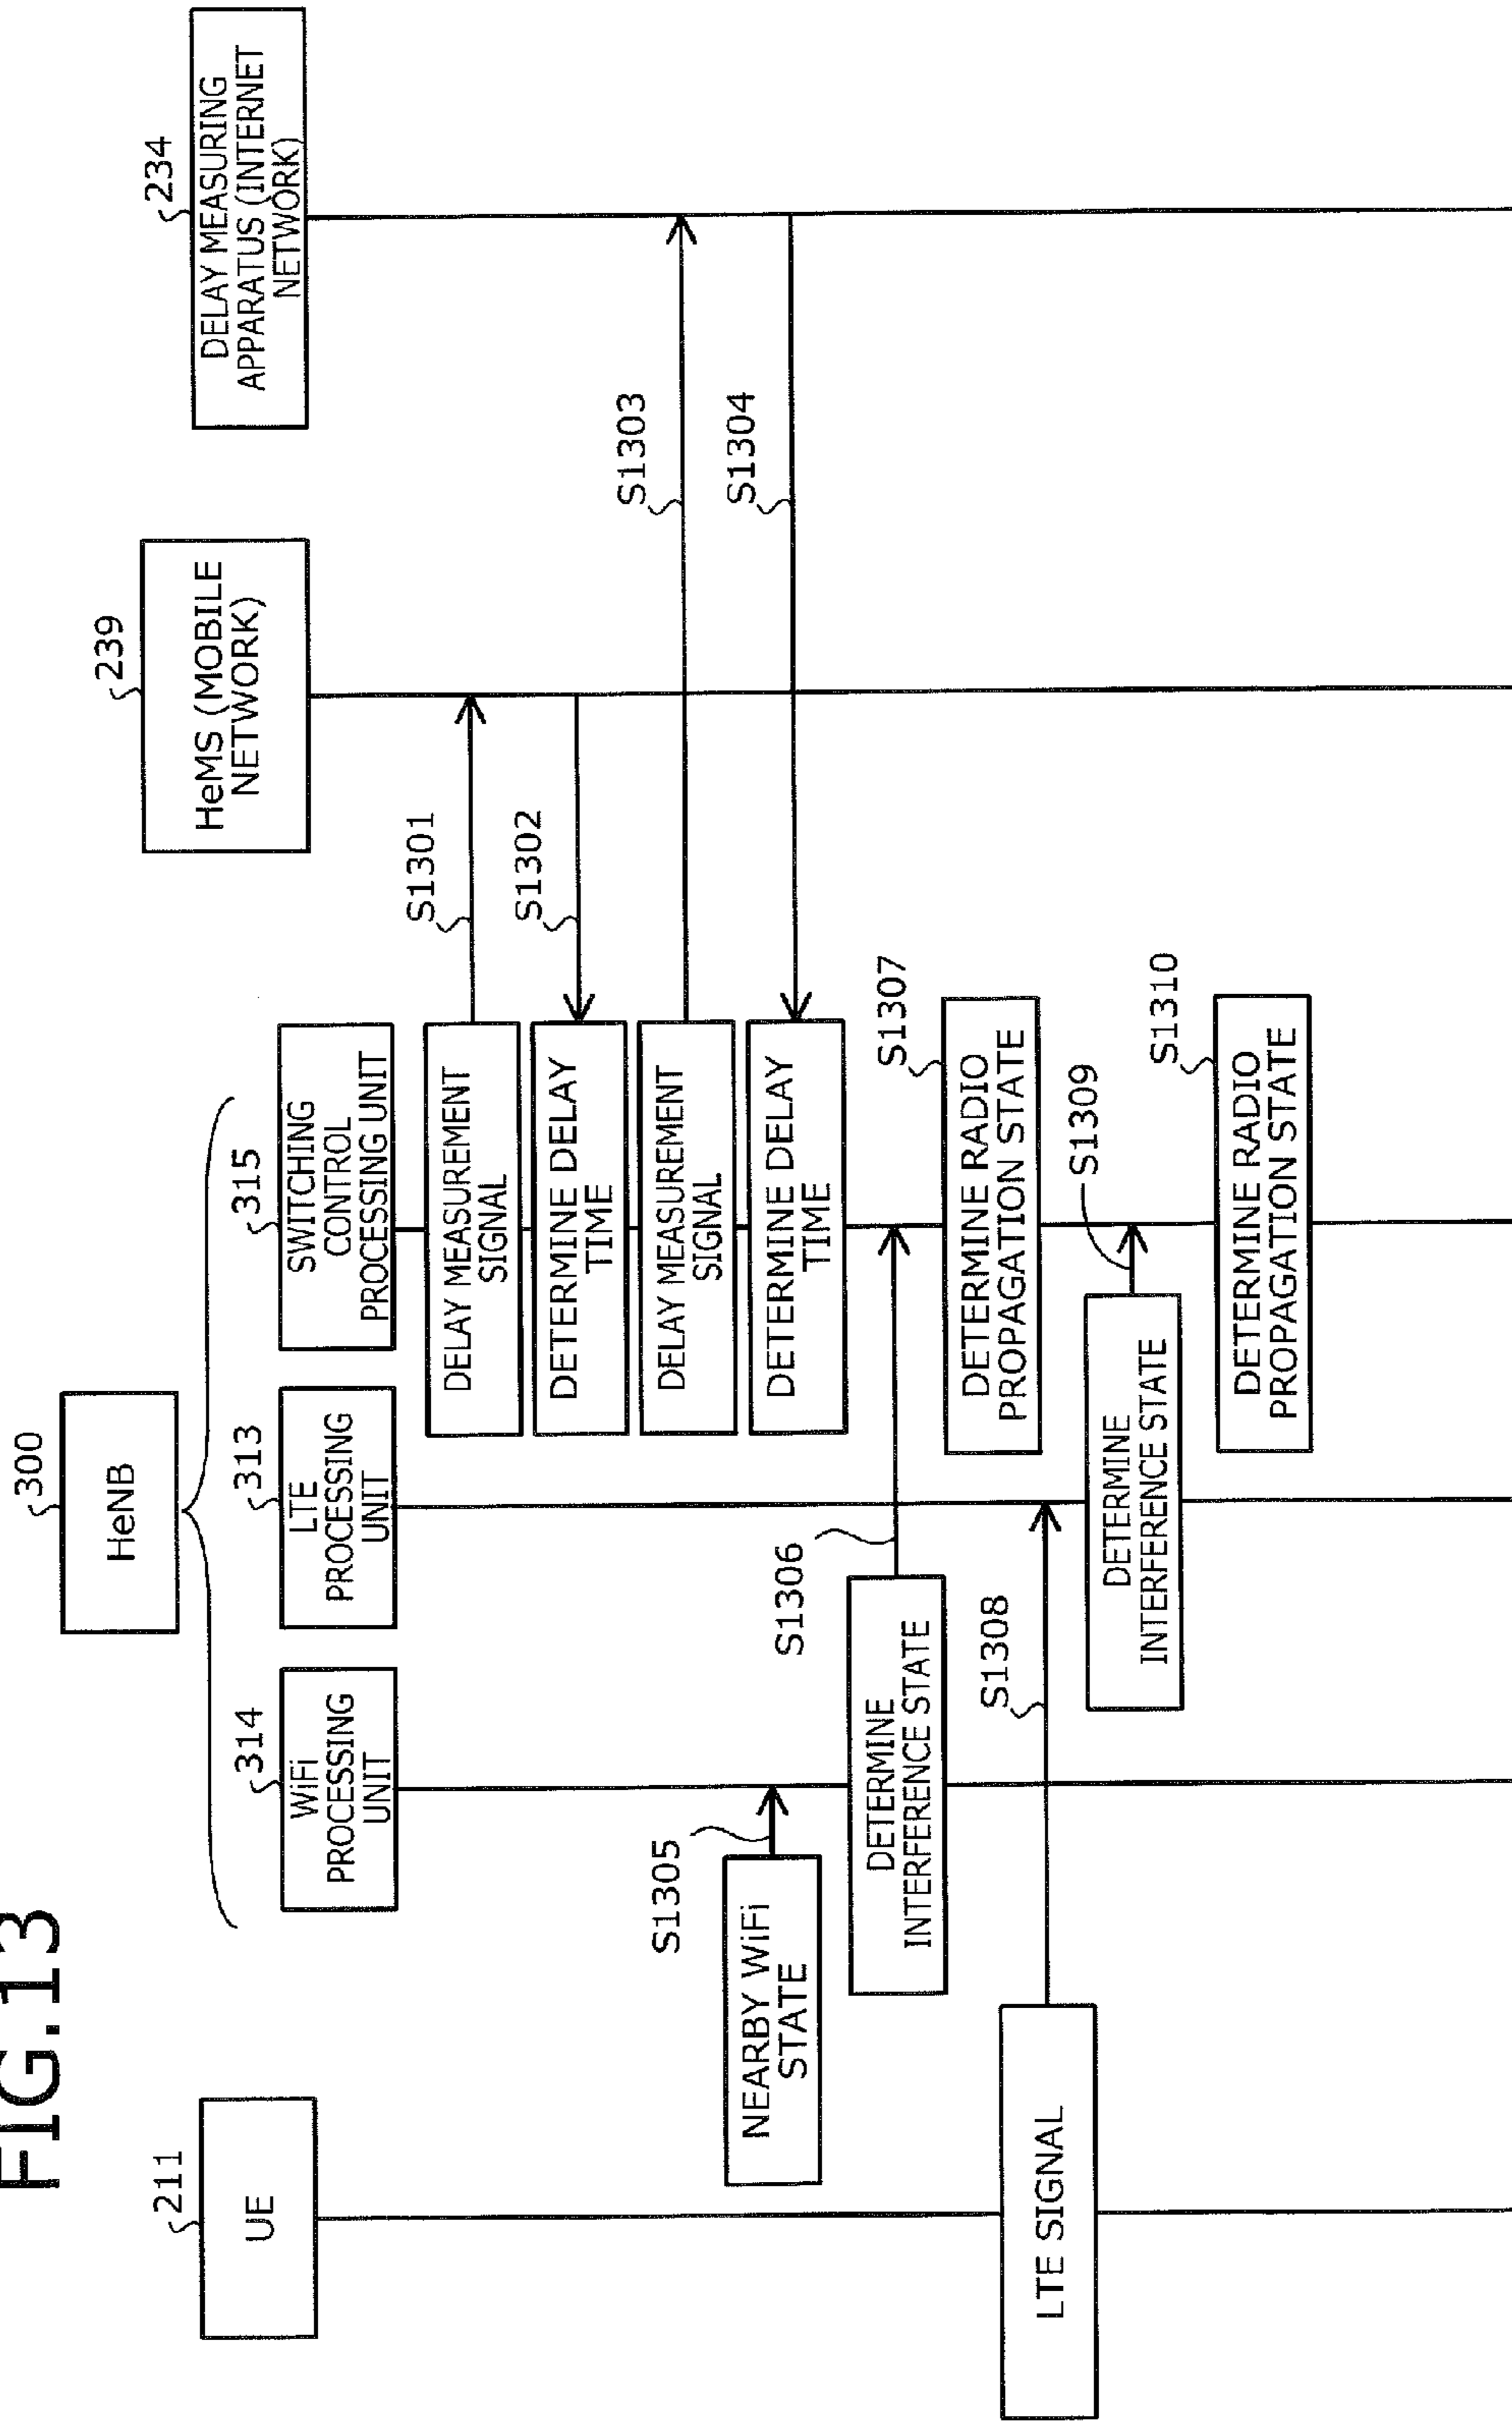 FIG.13
300
HeNB
211
UE
314
WiFi
PROCESSING
UNIT
313
LTE
PROCESSING
UNIT
315
SWITCHING
CONTROL
PROCESSING UNIT
239
HeMS (MOBILE
NETWORK)
234
DELAY MEASURING
APPARATUS (INTERNET
NETWORK)
DELAY MEASUREMENT
SIGNAL
S1301
DETERMINE DELAY
TIME
S1302
DELAY MEASUREMENT
SIGNAL
S1303
DETERMINE DELAY
TIME
S1304
NEARBY WiFi
STATE
S1305
DETERMINE
INTERFERENCE STATE
S1306
DETERMINE RADIO
PROPAGATION STATE
S1307
LTE SIGNAL
S1308
DETERMINE
INTERFERENCE STATE
S1309
DETERMINE RADIO
PROPAGATION STATE
S1310